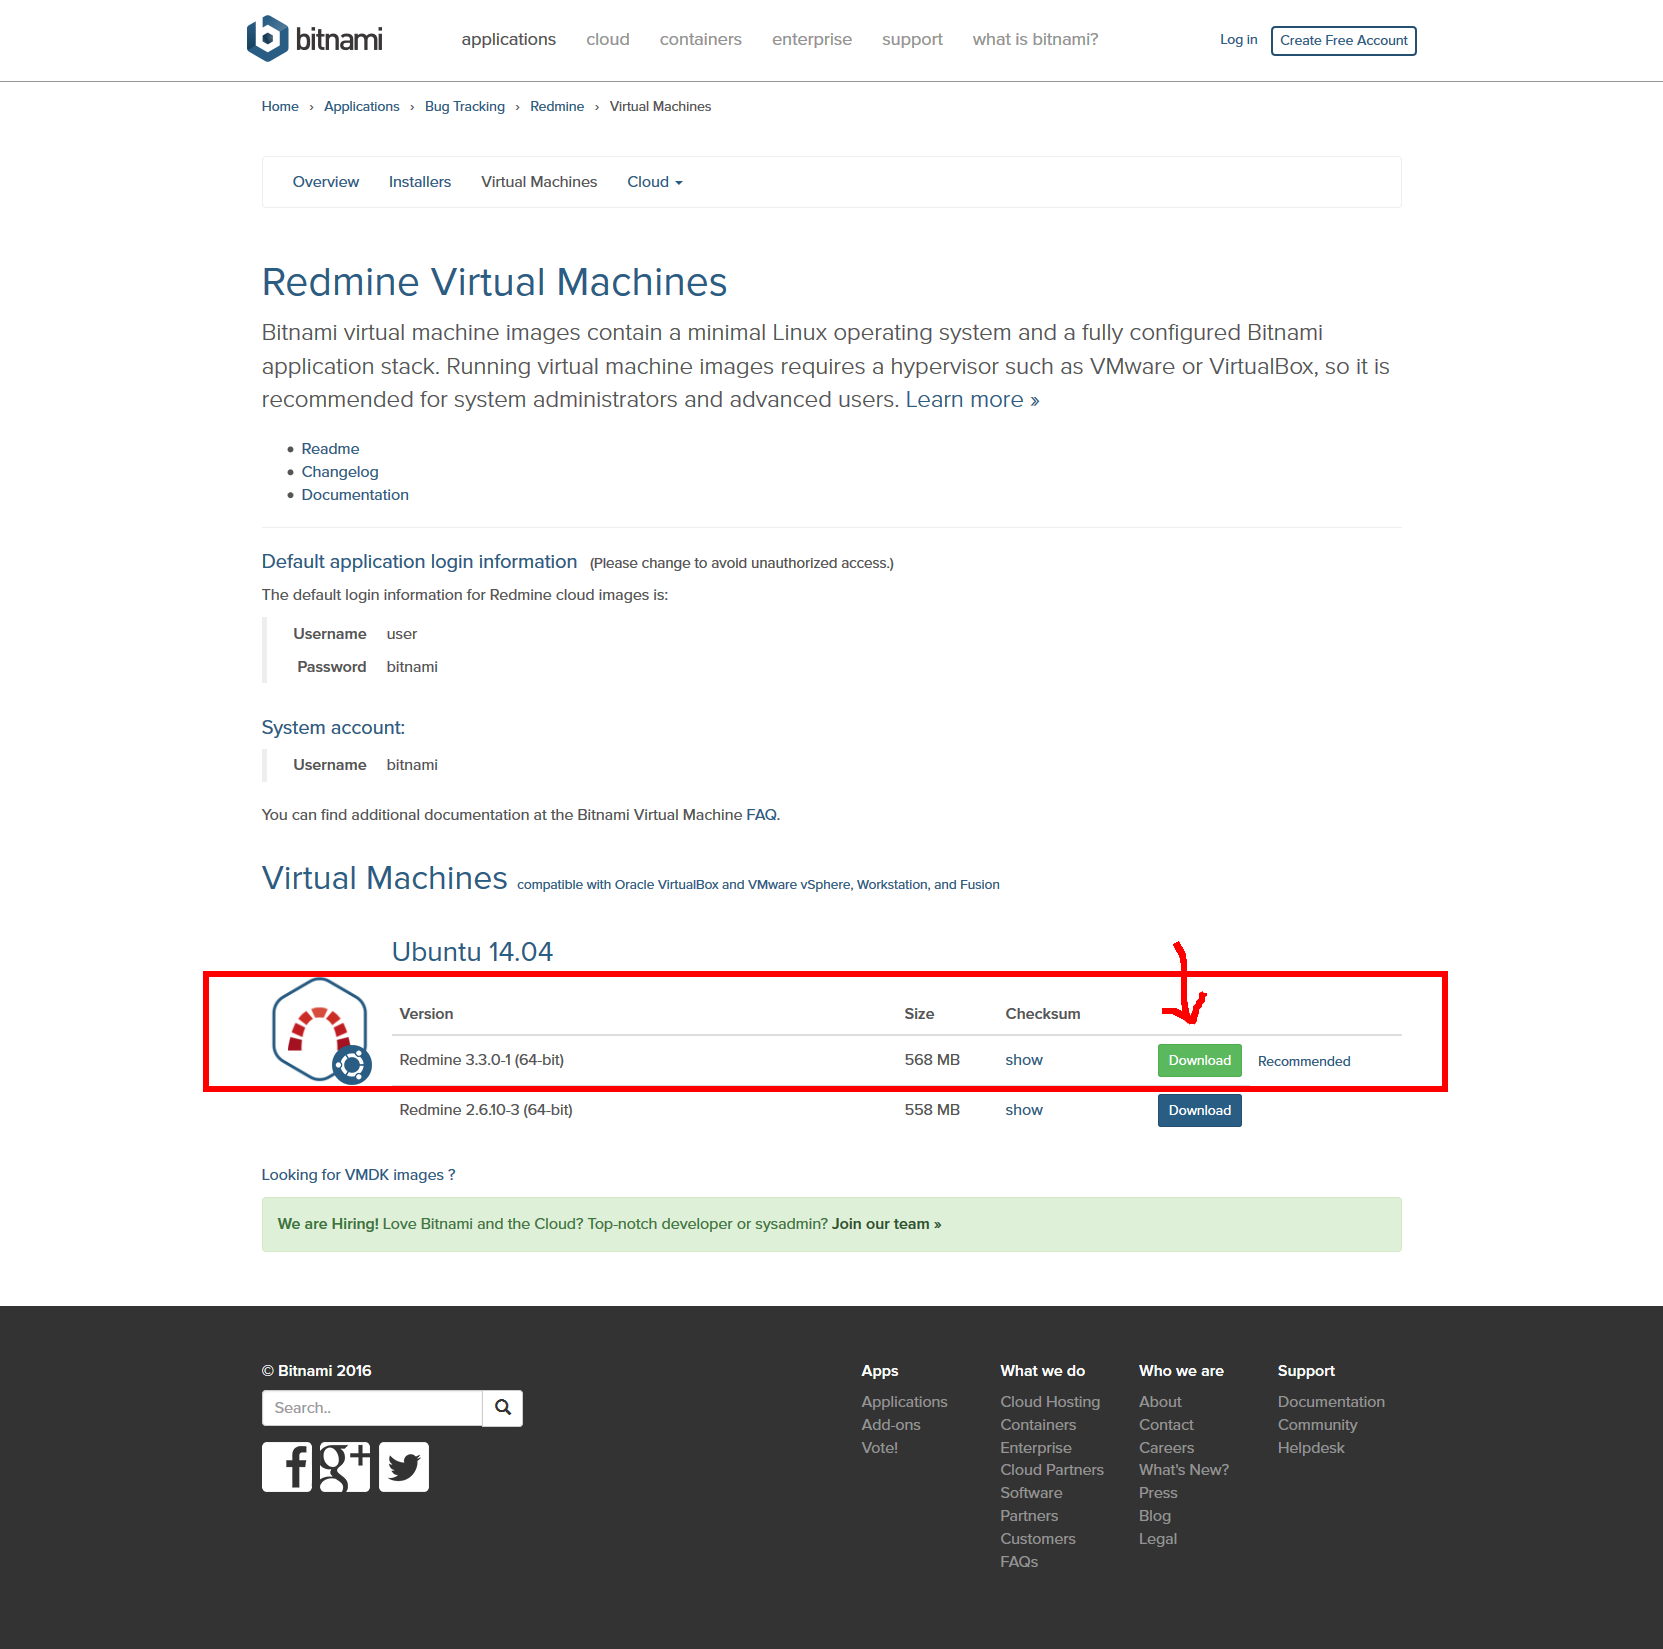 bitnami
applications cloud containers enterprise support what is bitnami? Log in Create Free Account
Home › Applications › Bug Tracking › Redmine › Virtual Machines
Overview Installers Virtual Machines Cloud
Redmine Virtual Machines
Bitnami virtual machine images contain a minimal Linux operating system and a fully configured Bitnami
application stack. Running virtual machine images requires a hypervisor such as VMware or VirtualBox, so it is
recommended for system administrators and advanced users. Learn more »
• Readme
• Changelog
• Documentation
Default application login information (Please change to avoid unauthorized access.)
The default login information for Redmine cloud images is:
Username user
Password bitnami
System account:
Username bitnami
You can find additional documentation at the Bitnami Virtual Machine FAQ.
Virtual Machines compatible with Oracle VirtualBox and VMware vSphere, Workstation, and Fusion
Ubuntu 14.04
Version Size Checksum
Redmine 3.3.0-1 (64-bit) 568 MB show Download Recommended
Redmine 2.6.10-3 (64-bit) 558 MB show Download
Looking for VMDK images ?
We are Hiring! Love Bitnami and the Cloud? Top-notch developer or sysadmin? Join our team »
© Bitnami 2016
Search..
f g+
Apps
Applications
Add-ons
Vote!
What we do
Cloud Hosting
Containers
Enterprise
Cloud Partners
Software
Partners
Customers
FAQs
Who we are
About
Contact
Careers
What's New?
Press
Blog
Legal
Support
Documentation
Community
Helpdesk